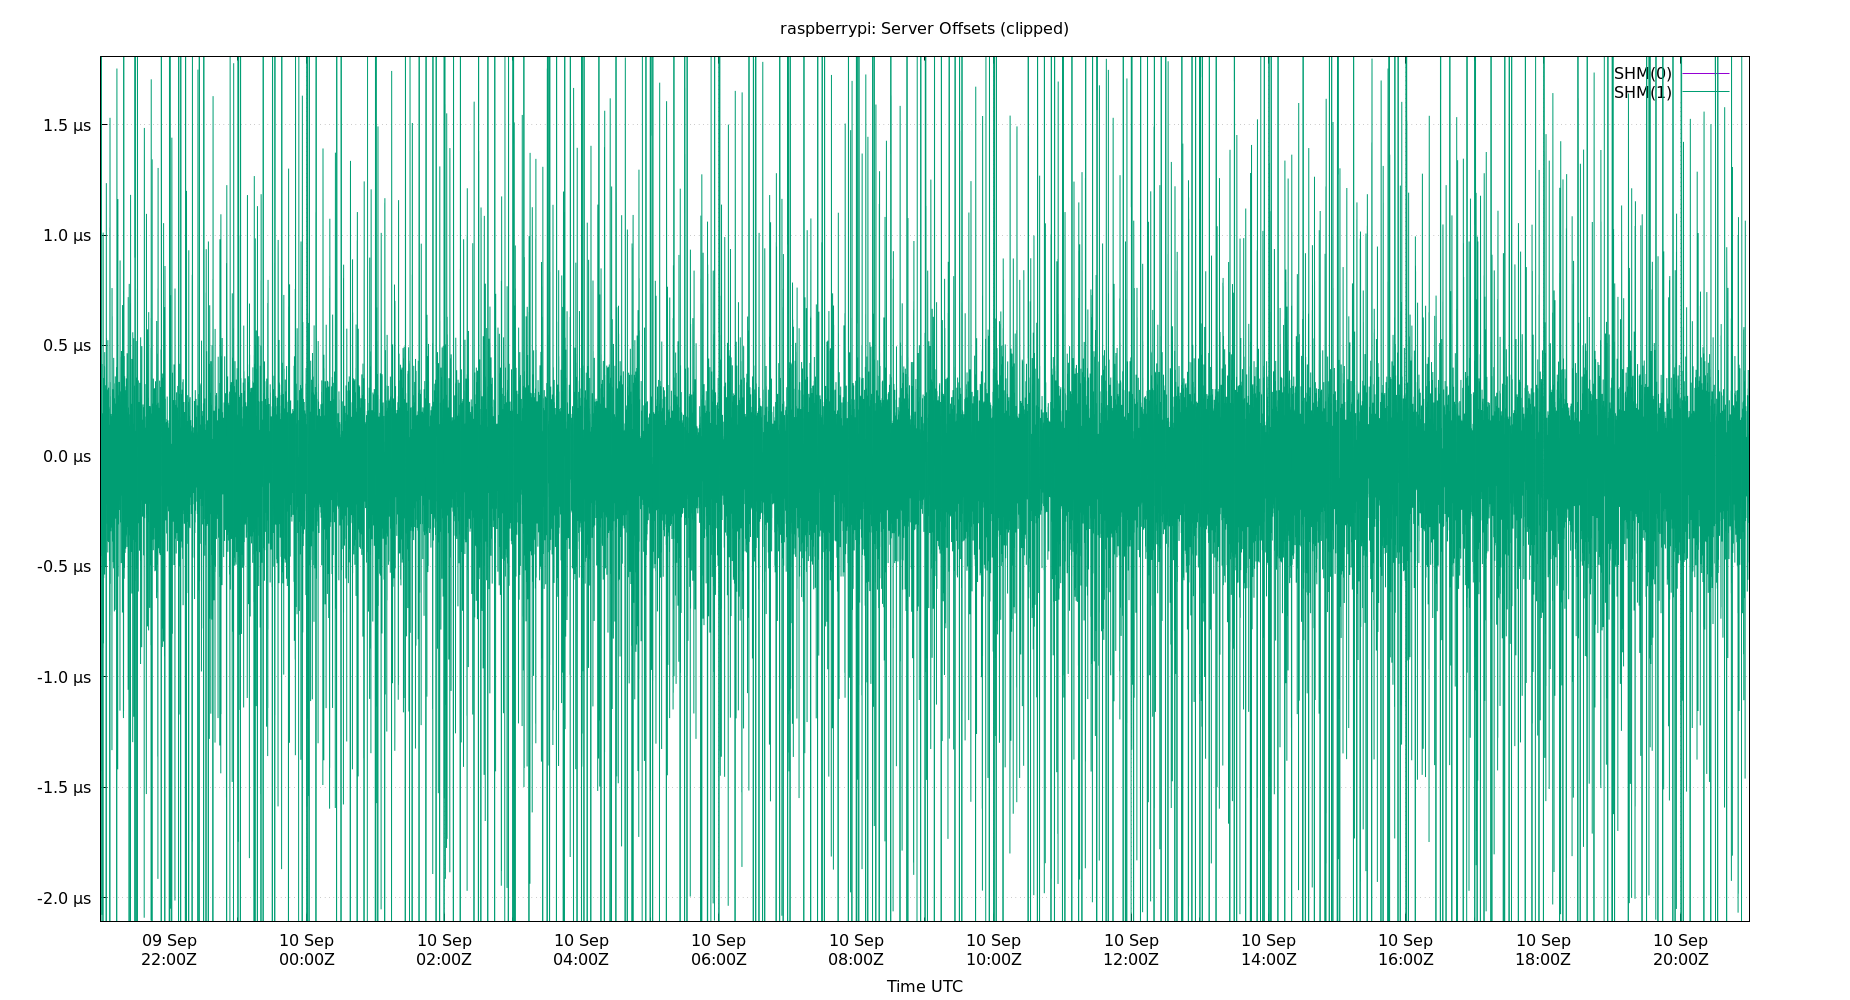 raspberrypi: Server Offsets (clipped)
SHM(0)
SHM(1)
1.5 µs
1.0 µs
0.5 µs
0.0 µs
-0.5 µs
-1.0 µs
-1.5 µs
-2.0 µs
09 Sep 10 Sep 10 Sep 10 Sep 10 Sep 10 Sep 10 Sep 10 Sep 10 Sep 10 Sep 10 Sep 10 Sep
22:00Z 00:00Z 02:00Z 04:00Z 06:00Z 08:00Z 10:00Z 12:00Z 14:00Z 16:00Z 18:00Z 20:00Z
Time UTC